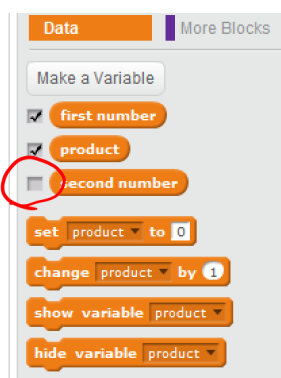 Data More Blocks
Make a Variable
first number
product
second number
set product to 0
change product by 1
show variable product
hide variable product